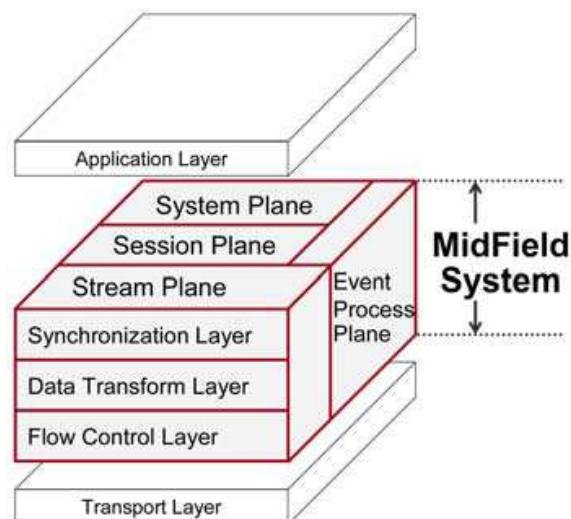 Application Layer
System Plane
Session Plane
Stream Plane
Event
Process
Plane
MidField
System
Synchronization Layer
Data Transform Layer
Flow Control Layer
Transport Layer